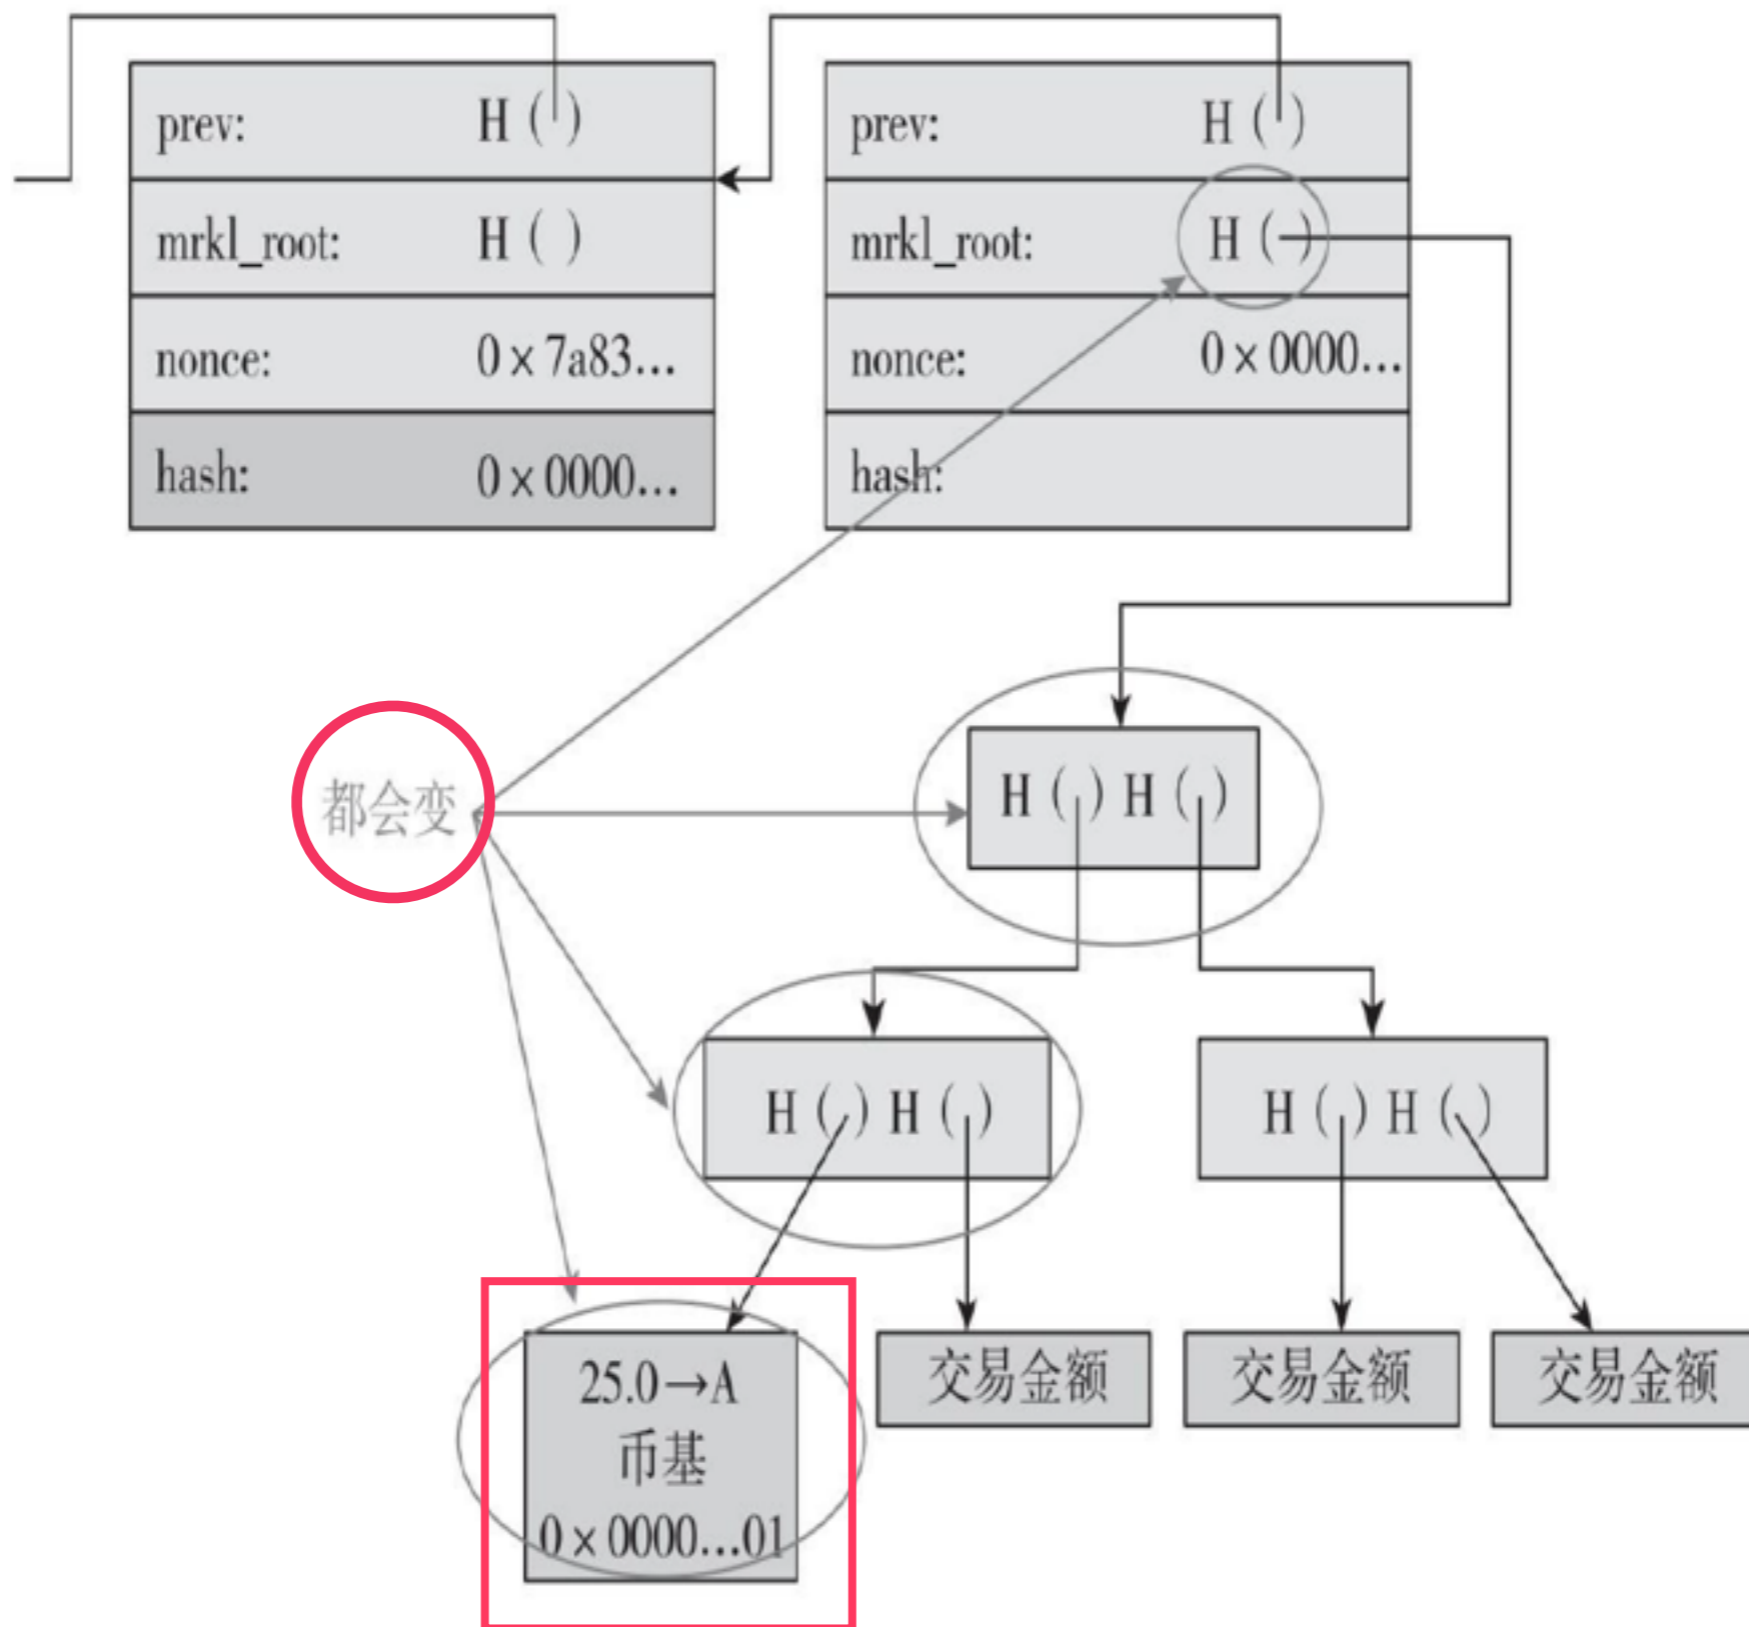 prev: H ( )
mrkl_root: H ( )
nonce: 0×7a83...
hash: 0×0000...
prev: H ( )
mrkl_root: H ( )
nonce: 0×0000...
hash:
都会变
H ( ) H ( )
H ( ) H ( )
H ( ) H ( )
25.0→A
币基
0×0000...01
交易金额
交易金额
交易金额